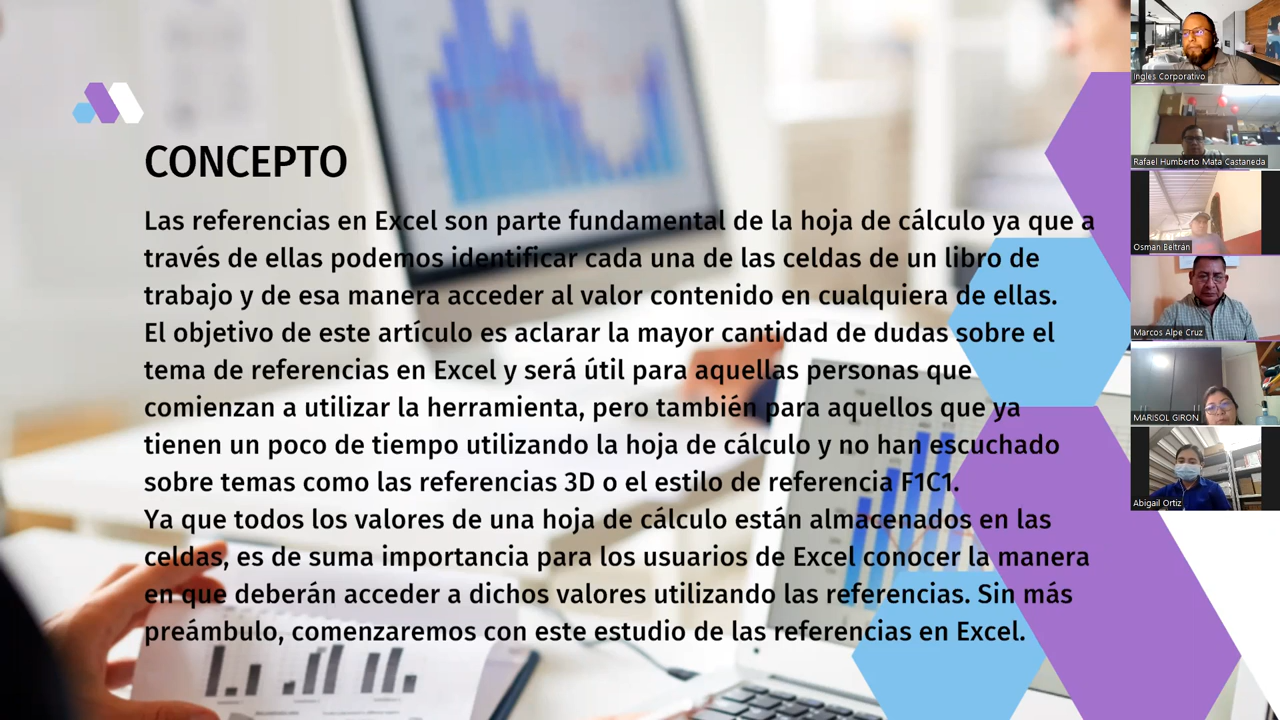 CONCEPTO
Las referencias en Excel son parte fundamental de la hoja de cálculo ya que a
través de ellas podemos identificar cada una de las celdas de un libro de
trabajo y de esa manera acceder al valor contenido en cualquiera de ellas.
El objetivo de este artículo es aclarar la mayor cantidad de dudas sobre el
tema de referencias en Excel y será útil para aquellas personas que
comienzan a utilizar la herramienta, pero también para aquellos que ya
tienen un poco de tiempo utilizando la hoja de cálculo y no han escuchado
sobre temas como las referencias 3D o el estilo de referencia F1C1.
Ya que todos los valores de una hoja de cálculo están almacenados en las
celdas, es de suma importancia para los usuarios de Excel conocer la manera
en que deberán acceder a dichos valores utilizando las referencias. Sin más
preámbulo, comenzaremos con este estudio de las referencias en Excel.
Ingles Corporativo
Rafael Humberto Mata Castaneda
Osman Beltrán
Marcos Alpe Cruz
MARISOL GIRON
Abigail Ortiz